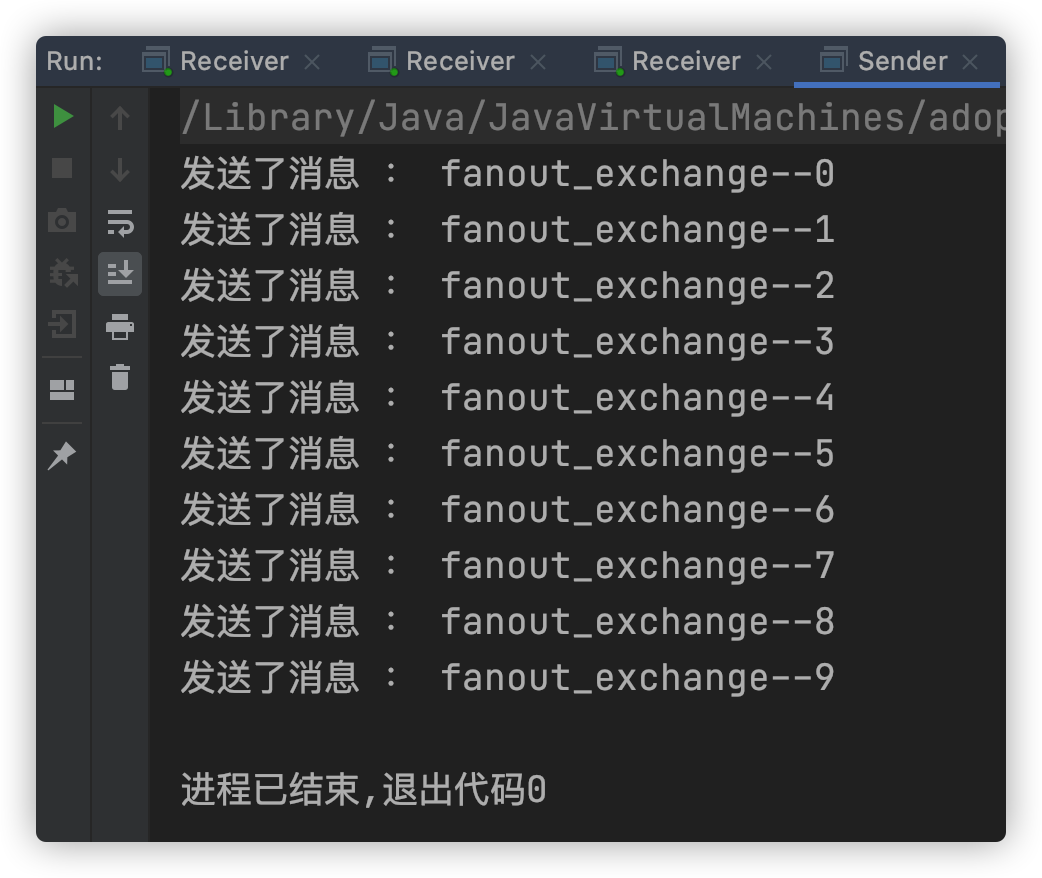 Run: Receiver Receiver Receiver Sender
/Library/Java/JavaVirtualMachines/adop
发送了消息 : fanout_exchange--0
发送了消息 : fanout_exchange--1
发送了消息 : fanout_exchange--2
发送了消息 : fanout_exchange--3
发送了消息 : fanout_exchange--4
发送了消息 : fanout_exchange--5
发送了消息 : fanout_exchange--6
发送了消息 : fanout_exchange--7
发送了消息 : fanout_exchange--8
发送了消息 : fanout_exchange--9
进程已结束,退出代码0